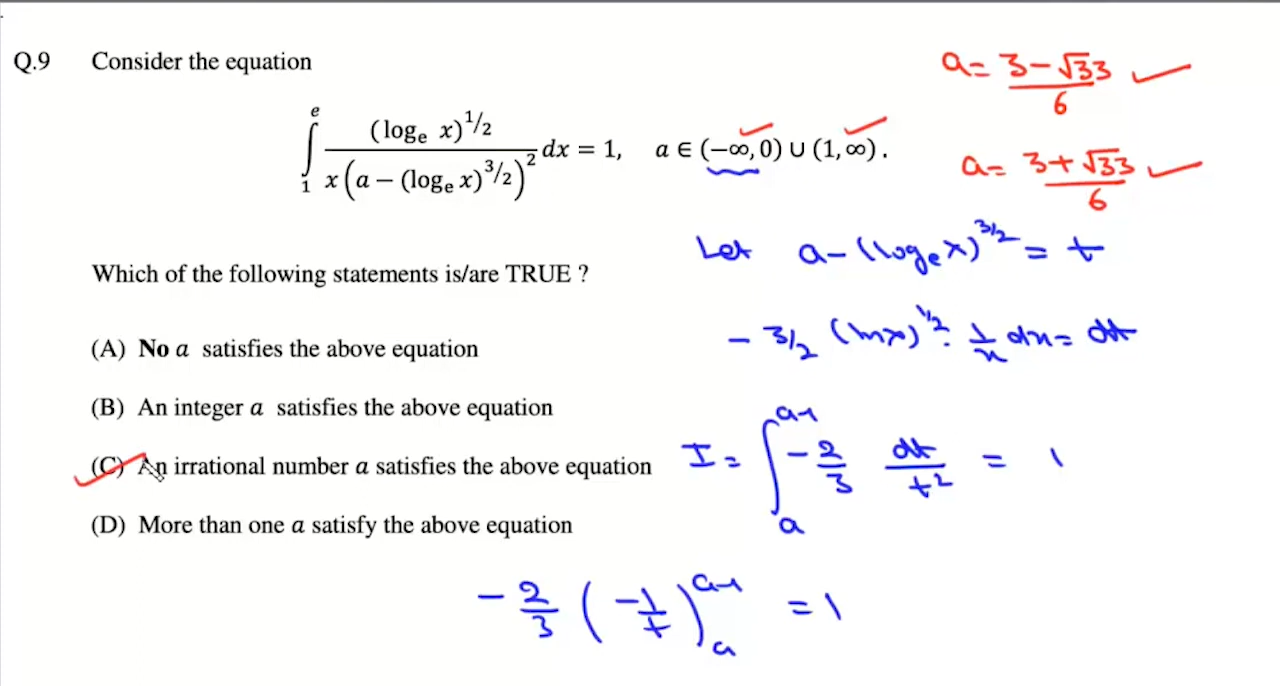 Q.9 Consider the equation
∫₁ᵉ (logₑ x)^{1/2} / (x(a − (logₑ x)^{3/2})²) dx = 1, a ∈ (−∞, 0) ∪ (1, ∞).
a = (3 − √33)/6 ✓
a = (3 + √33)/6 ✓
Let a − (logₑx)^{3/2} = t
Which of the following statements is/are TRUE ?
− 3/2 (lnx)^{1/2} · 1/x dx = dt
(A) No a satisfies the above equation
(B) An integer a satisfies the above equation
(C) An irrational number a satisfies the above equation
I = ∫ₐ^{a-1} −2/3 dt/t² = 1
(D) More than one a satisfy the above equation
−2/3 (−1/t)ₐ^{a-1} = 1